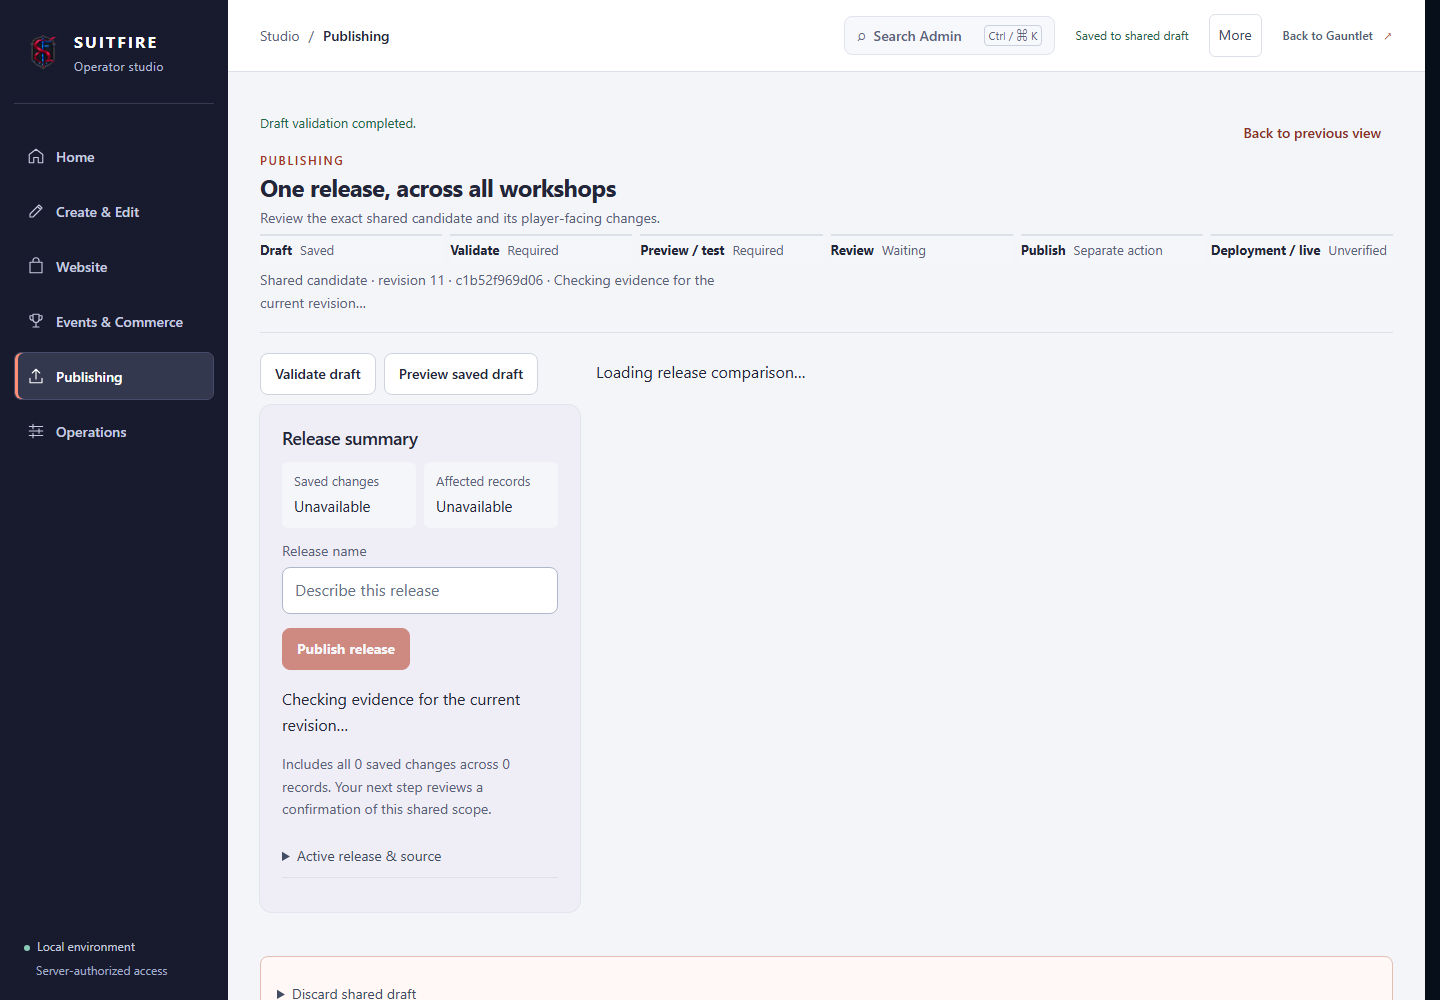 SUITFIRE
Operator studio
Home
Create & Edit
Website
Events & Commerce
Publishing
Operations
Local environment
Server-authorized access
Studio / Publishing
Search Admin Ctrl / ⌘ K
Saved to shared draft
More
Back to Gauntlet ↗
Draft validation completed.
Back to previous view
PUBLISHING
One release, across all workshops
Review the exact shared candidate and its player-facing changes.
Draft Saved
Validate Required
Preview / test Required
Review Waiting
Publish Separate action
Deployment / live Unverified
Shared candidate · revision 11 · c1b52f969d06 · Checking evidence for the
current revision...
Validate draft
Preview saved draft
Loading release comparison...
Release summary
Saved changes
Unavailable
Affected records
Unavailable
Release name
Describe this release
Publish release
Checking evidence for the current
revision...
Includes all 0 saved changes across 0
records. Your next step reviews a
confirmation of this shared scope.
Active release & source
Discard shared draft